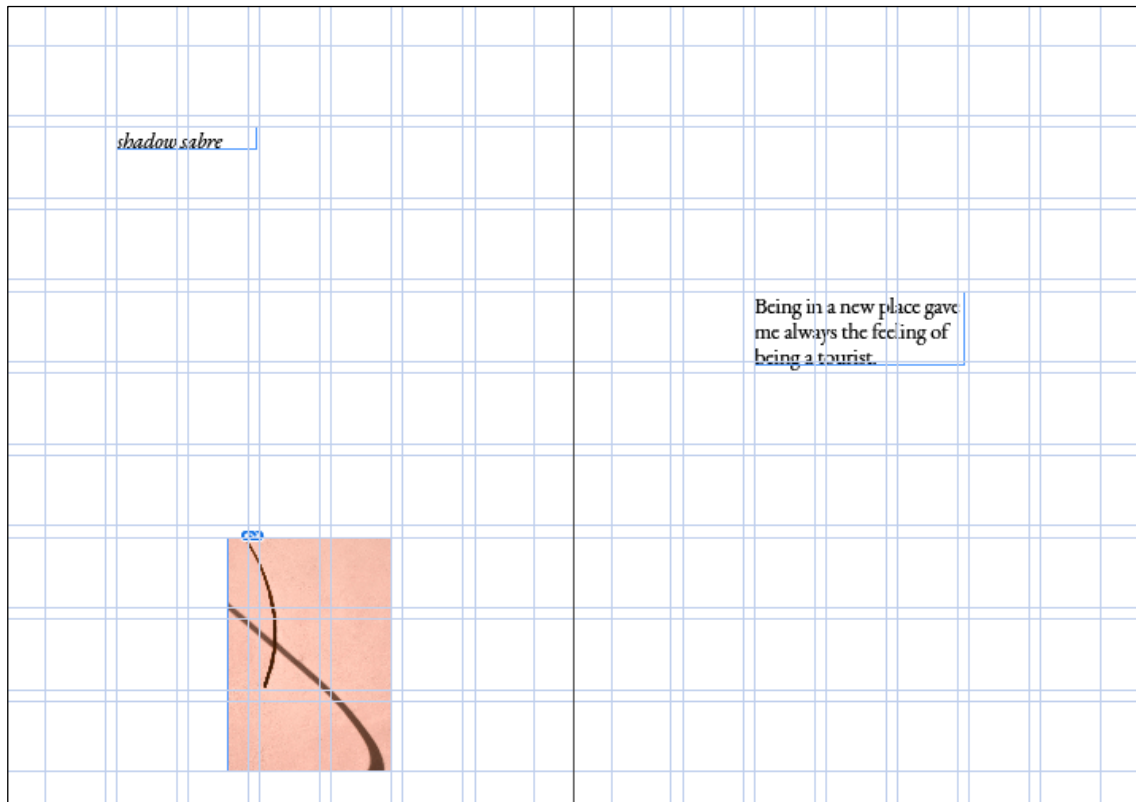 shadow sabre
Being in a new place gave
me always the feeling of
being a tourist.